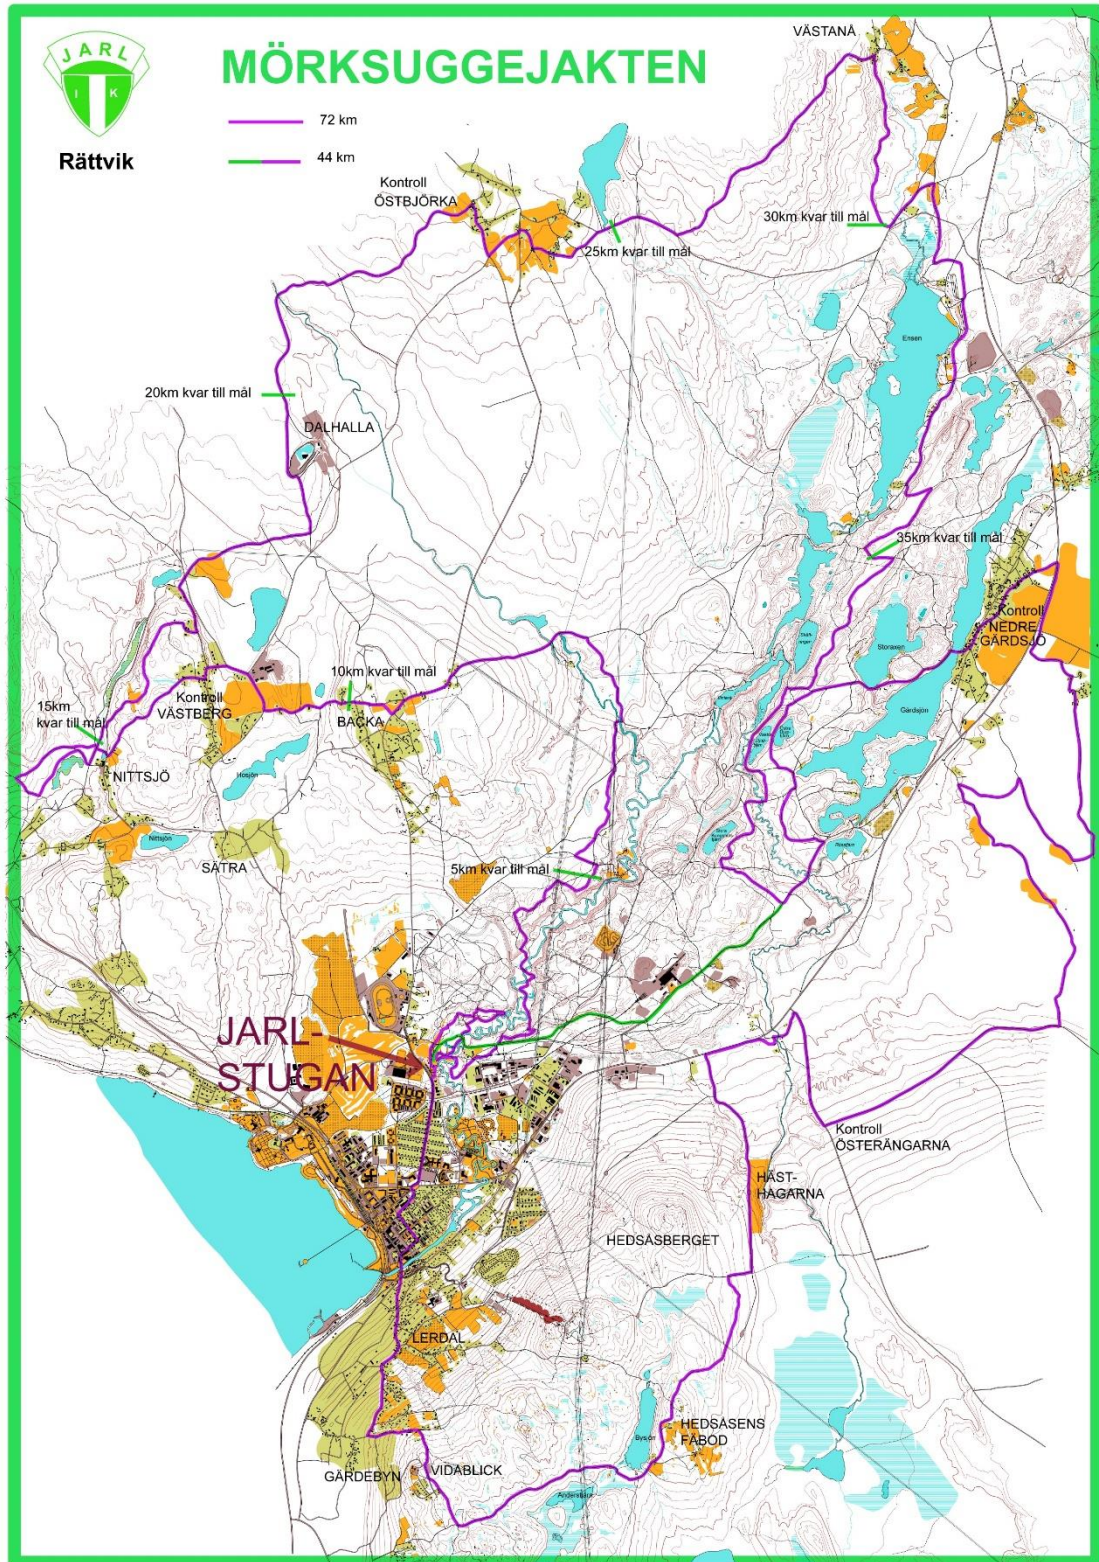 JARL
I K
Rättvik
MÖRKSUGGEJAKTEN
72 km
44 km
VÄSTANÅ
Kontroll
ÖSTBJÖRKA
30km kvar till mål
25km kvar till mål
Ensen
20km kvar till mål
DALHALLA
35km kvar till mål
Kontroll
NEDRE
GÄRDSJÖ
Storaxen
Gärdsjön
10km kvar till mål
Kontroll
VÄSTBERG
15km
kvar till mål
BACKA
NITTSJÖ
Hosjön
Nittsjön
SÄTRA
5km kvar till mål
JARL-
STUGAN
Kontroll
ÖSTERÄNGARNA
HÄST-
HAGARNA
HEDSÅSBERGET
LERDAL
HEDSÅSENS
FÄBOD
Bysjön
GÄRDEBYN
VIDABLICK